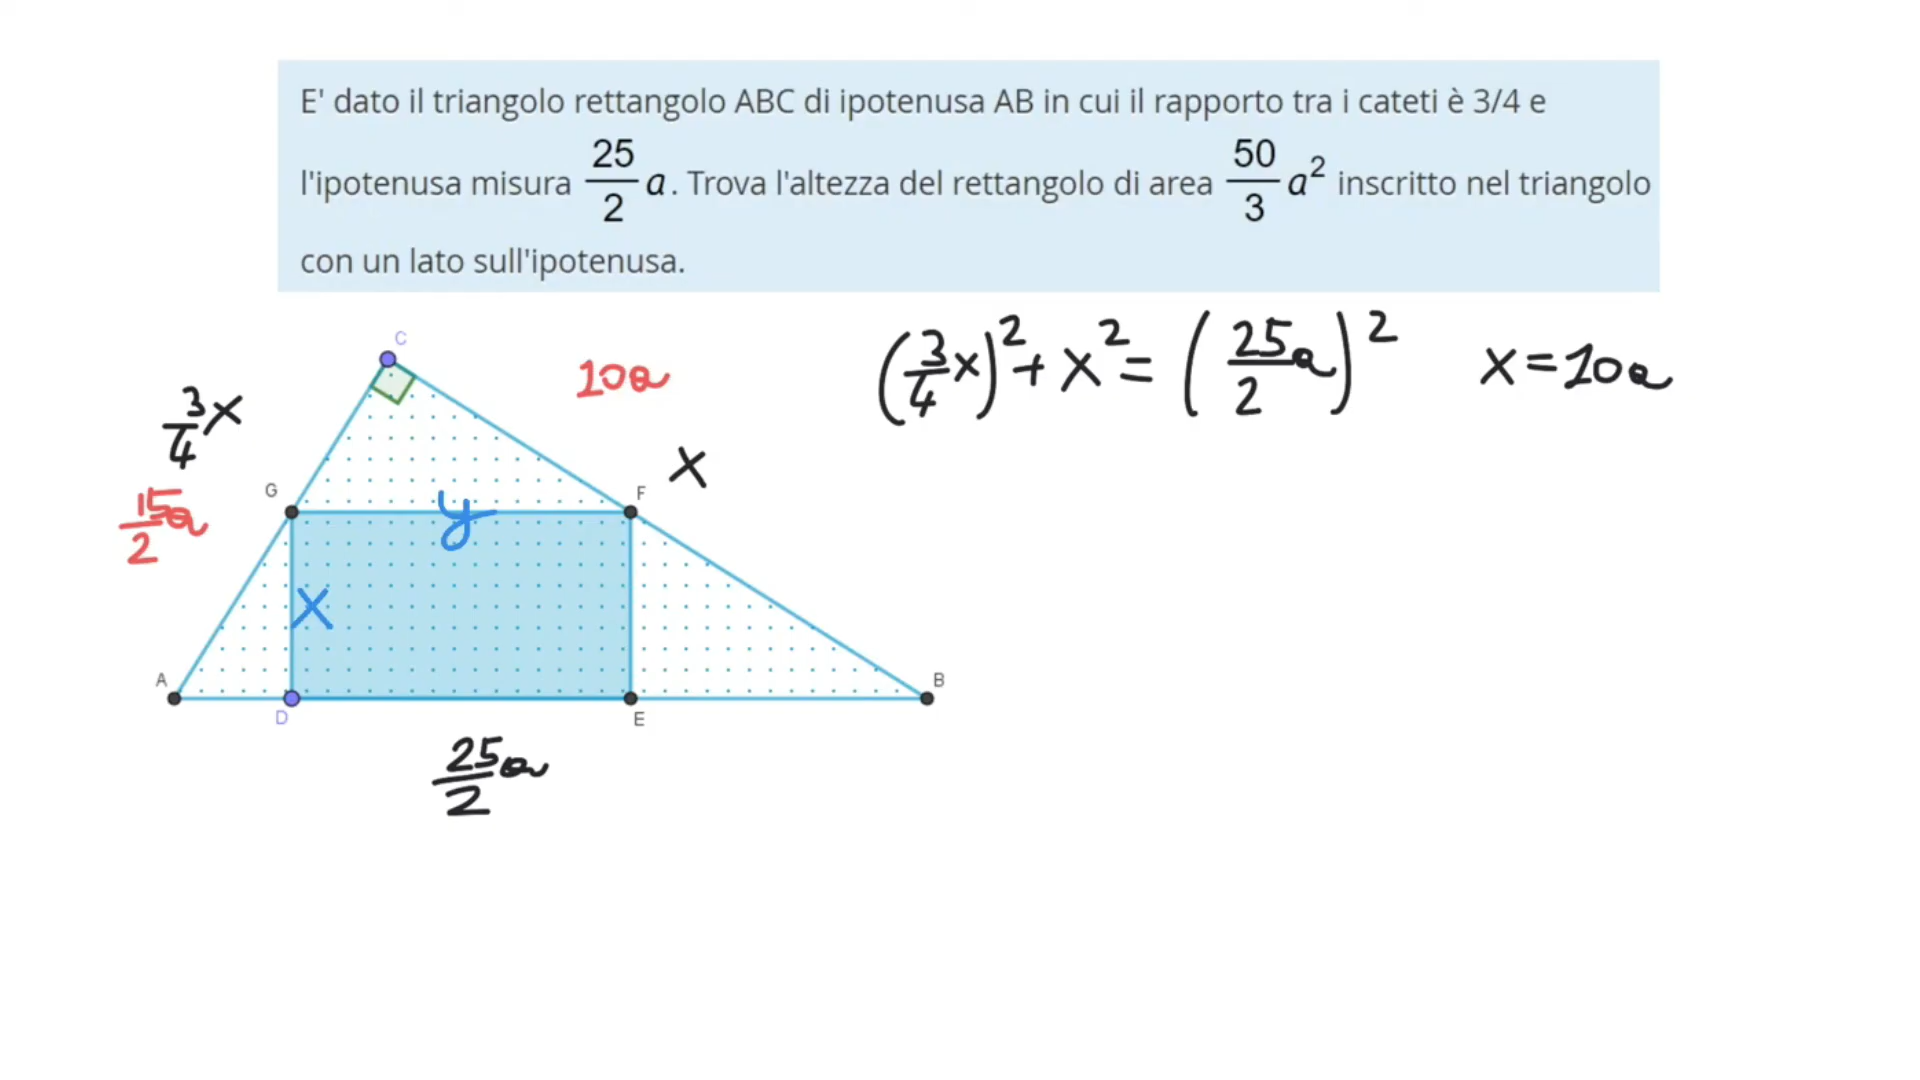 E' dato il triangolo rettangolo ABC di ipotenusa AB in cui il rapporto tra i cateti è 3/4 e
l'ipotenusa misura 25/2 a. Trova l'altezza del rettangolo di area 50/3 a² inscritto nel triangolo
con un lato sull'ipotenusa.
(3/4 x)² + x² = (25/2 a)² x = 10a
C
10a
3/4 x
x
G
F
15/2 a
y
x
A
B
D
E
25/2 a